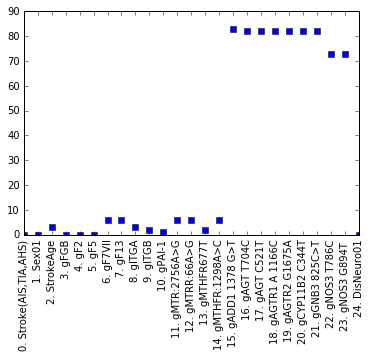 90
80
70
60
50
40
30
20
10
0
0. Stroke(AIS,TIA,AHS)
1. Sex01
2. StrokeAge
3. gFGB
4. gF2
5. gF5
6. gF7VII
7. gF13
8. gITGA
9. gITGB
10. gPAI-1
11. gMTR:2756A>G
12. gMTRR:66A>G
13. gMTHFR677T
14. gMTHFR:1298A>C
15. gADD1 1378 G>T
16. gAGT T704C
17. gAGT C521T
18. gAGTR1 A 1166C
19. gAGTR2 G1675A
20. gCYP11B2 C344T
21. gGNB3 825C>T
22. gNOS3 T786C
23. gNOS3 G894T
24. DisNeuro01